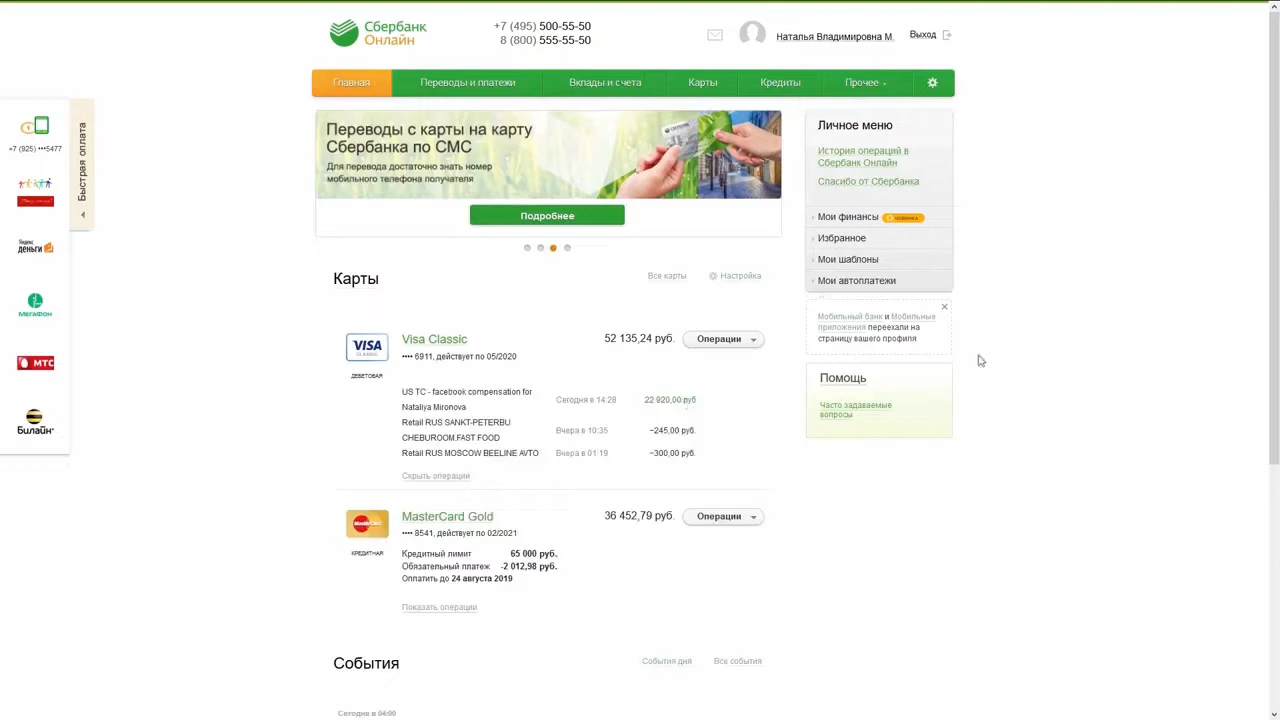 Сбербанк
Онлайн
+7 (495) 500-55-50
8 (800) 555-55-50
Наталья Владимировна М.
Выход
Главная
Переводы и платежи
Вклады и счета
Карты
Кредиты
Прочее
+7 (925) •••5477
Быстрая оплата
Яндекс
деньги
МЕГАФОН
МТС
Билайн
Переводы с карты на карту
Сбербанка по СМС
Для перевода достаточно знать номер
мобильного телефона получателя
Подробнее
Личное меню
История операций в
Сбербанк Онлайн
Спасибо от Сбербанка
Мои финансы НОВИНКА
Избранное
Мои шаблоны
Мои автоплатежи
Мобильный банк и Мобильные
приложения переехали на
страницу вашего профиля
Помощь
Часто задаваемые
вопросы
Карты
Все карты
Настройка
VISA
CLASSIC
ДЕБЕТОВАЯ
Visa Classic
52 135,24 руб.
Операции
•••• 6911, действует по 05/2020
US TC - facebook compensation for
Nataliya Mironova
Сегодня в 14:28
22 920,00 руб
Retail RUS SANKT-PETERBU
CHEBUROOM.FAST FOOD
Вчера в 10:35
−245,00 руб.
Retail RUS MOSCOW BEELINE AVTO
Вчера в 01:19
−300,00 руб.
Скрыть операции
MasterCard
КРЕДИТНАЯ
MasterCard Gold
36 452,79 руб.
Операции
•••• 8541, действует по 02/2021
Кредитный лимит 65 000 руб.
Обязательный платеж -2 012,98 руб.
Оплатить до 24 августа 2019
Показать операции
События
События дня
Все события
Сегодня в 04:00